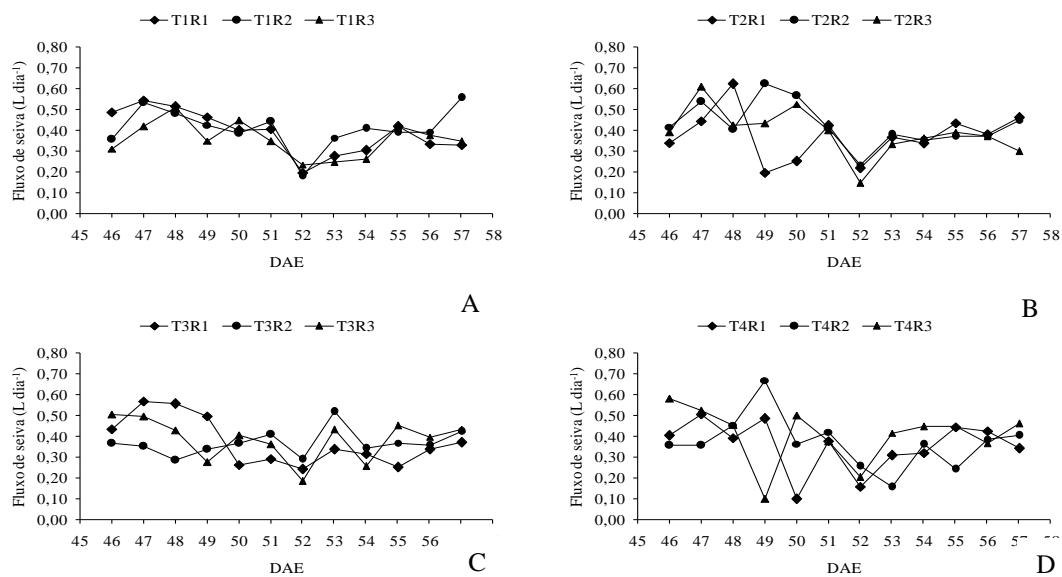 T1R1 T1R2 T1R3
Fluxo de seiva (L dia⁻¹)
0,80
0,70
0,60
0,50
0,40
0,30
0,20
0,10
0,00
45 46 47 48 49 50 51 52 53 54 55 56 57 58
DAE
A
T2R1 T2R2 T2R3
Fluxo de seiva (L dia⁻¹)
0,80
0,70
0,60
0,50
0,40
0,30
0,20
0,10
0,00
45 46 47 48 49 50 51 52 53 54 55 56 57 58
DAE
B
T3R1 T3R2 T3R3
Fluxo de seiva (L dia⁻¹)
0,80
0,70
0,60
0,50
0,40
0,30
0,20
0,10
0,00
45 46 47 48 49 50 51 52 53 54 55 56
DAE
C
T4R1 T4R2 T4R3
Fluxo de seiva (L dia⁻¹)
0,80
0,70
0,60
0,50
0,40
0,30
0,20
0,10
0,00
45 46 47 48 49 50 51 52 53 54 55 56 57 58
DAE
D